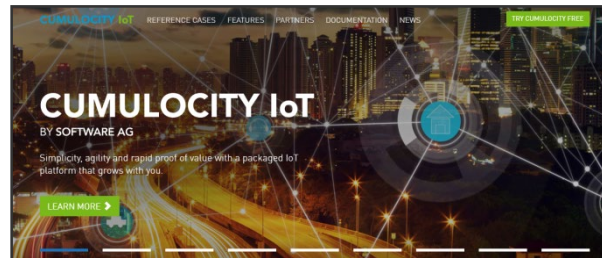 CUMULOCITY IoT REFERENCE CASES FEATURES PARTNERS DOCUMENTATION NEWS TRY CUMULOCITY FREE
CUMULOCITY IoT
BY SOFTWARE AG
Simplicity, agility and rapid proof of value with a packaged IoT
platform that grows with you.
LEARN MORE